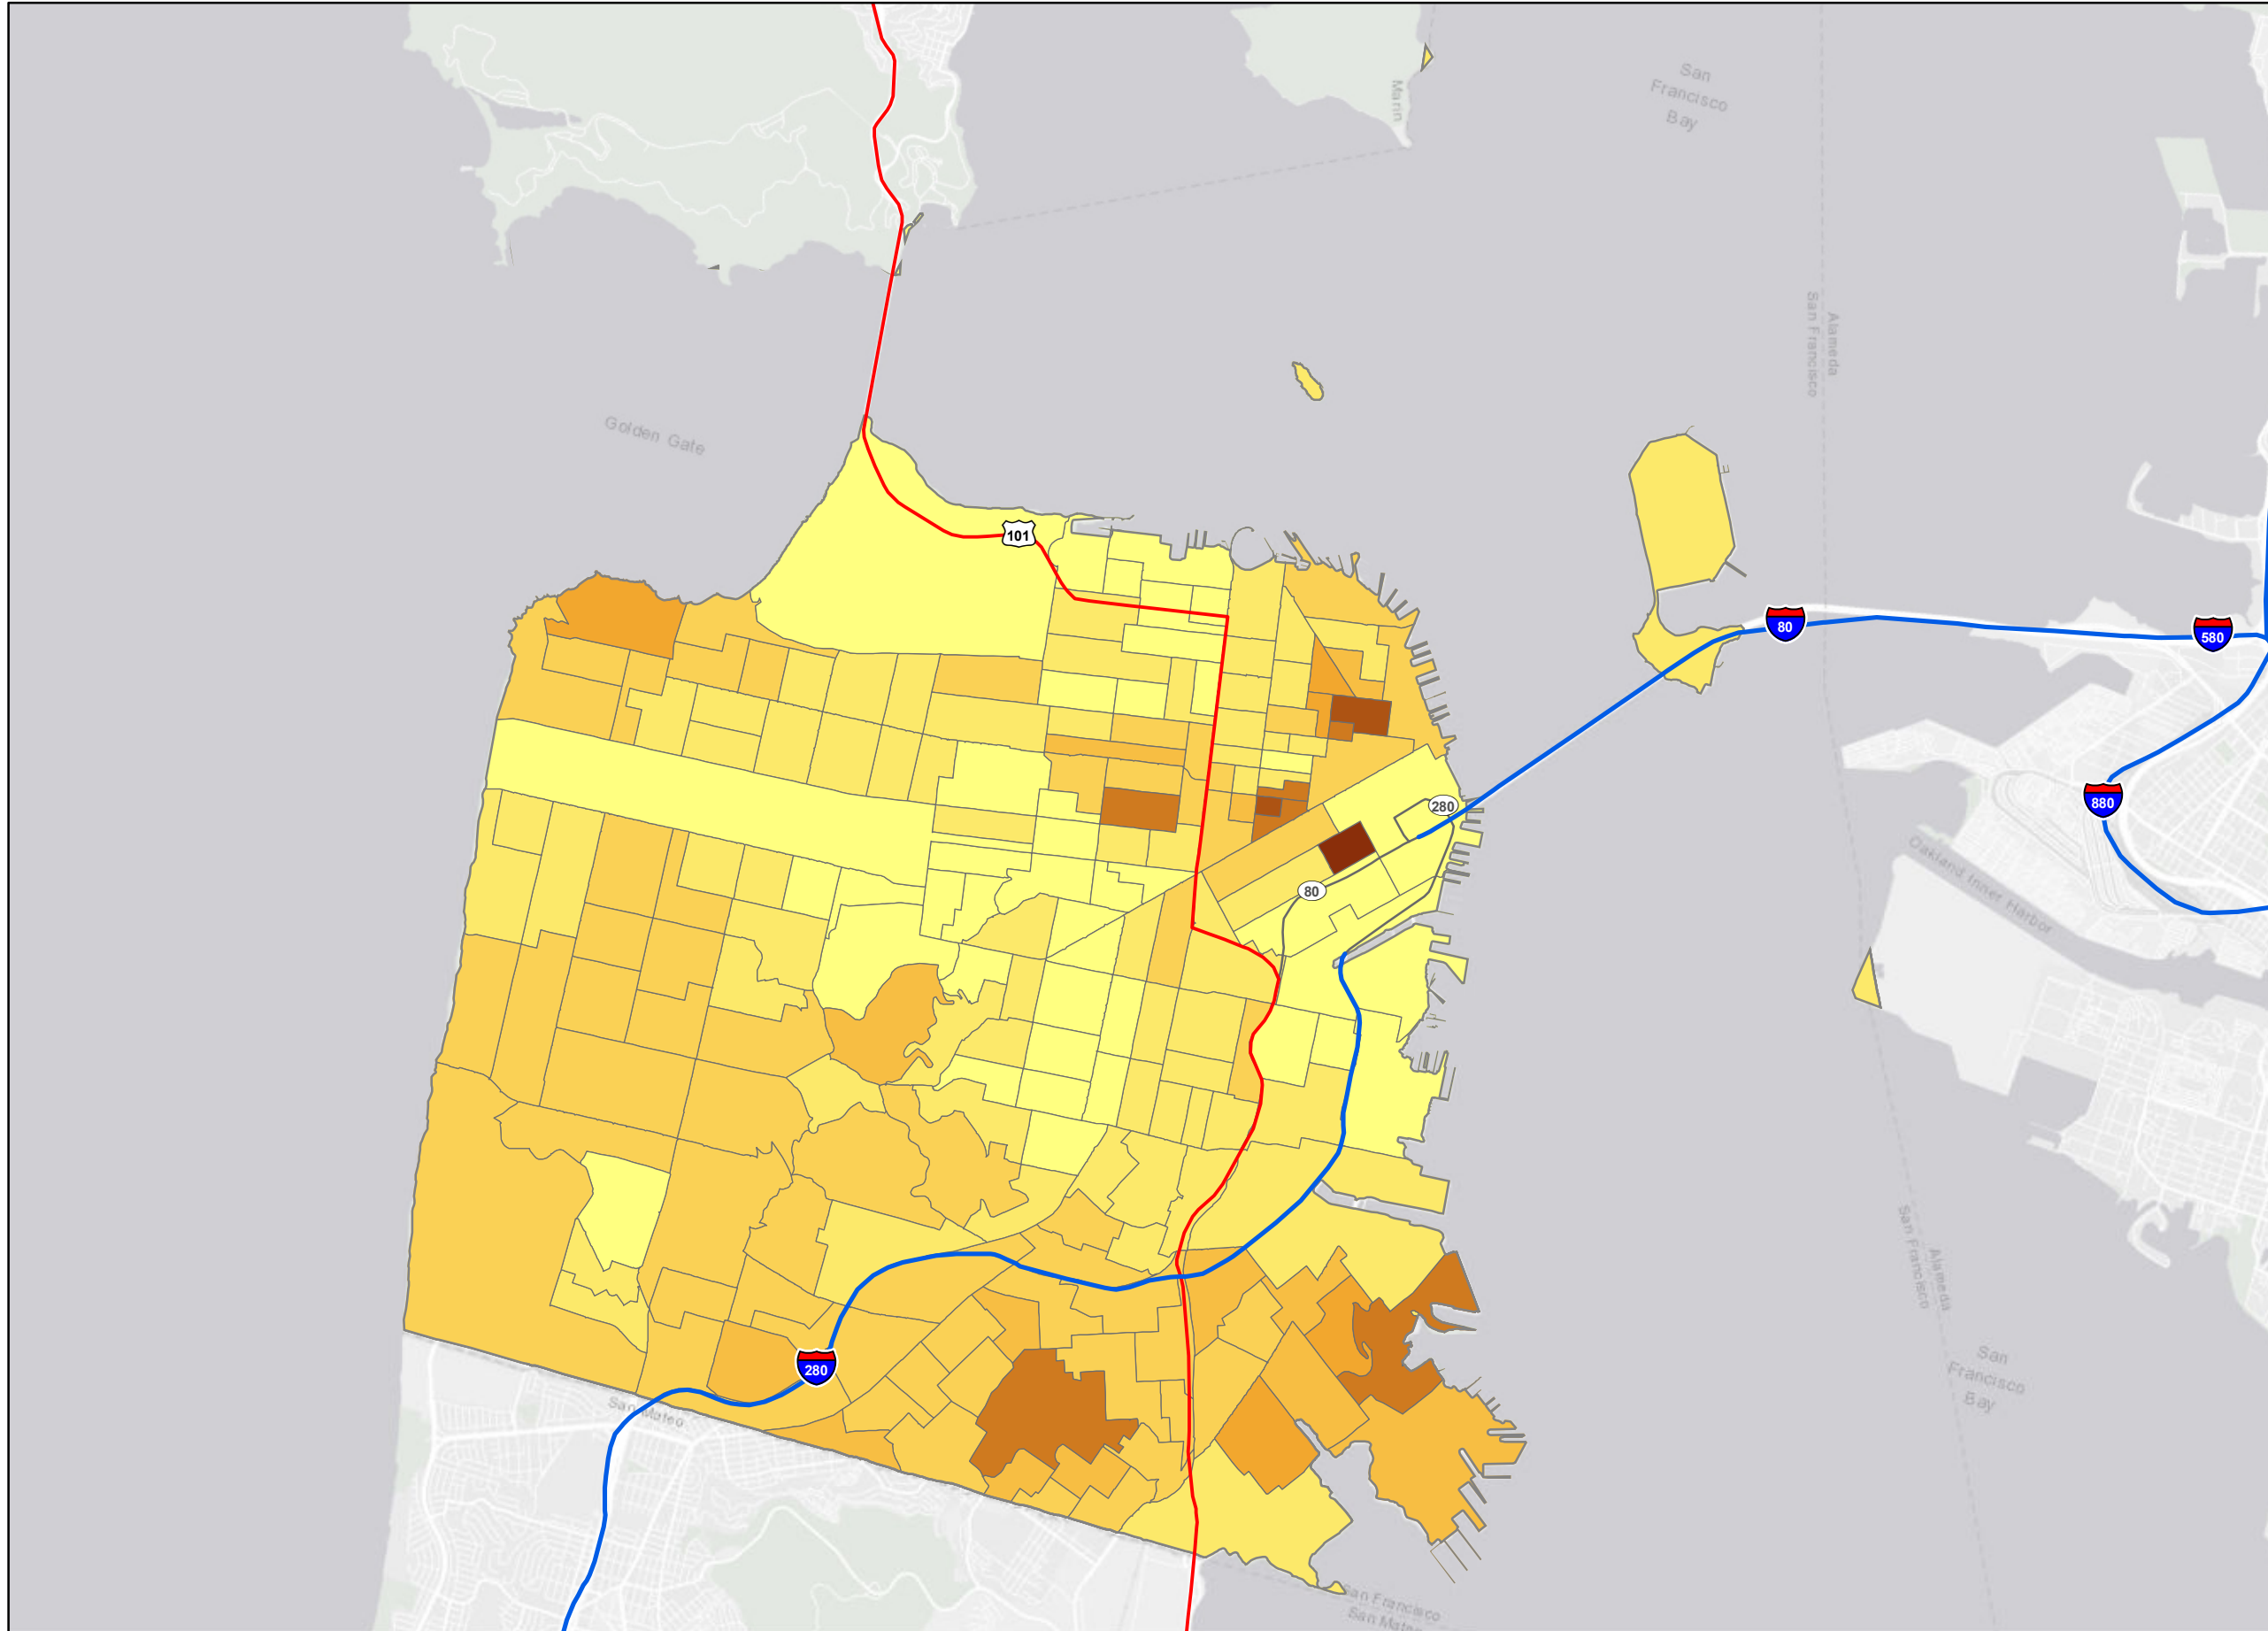 San
Francisco
Bay
Marin
Alameda
San Francisco
Golden Gate
101
80
580
280
880
80
Oakland Inner Harbor
San Francisco
Alameda
280
San
Francisco
Bay
San Mateo
San Francisco
San Mateo